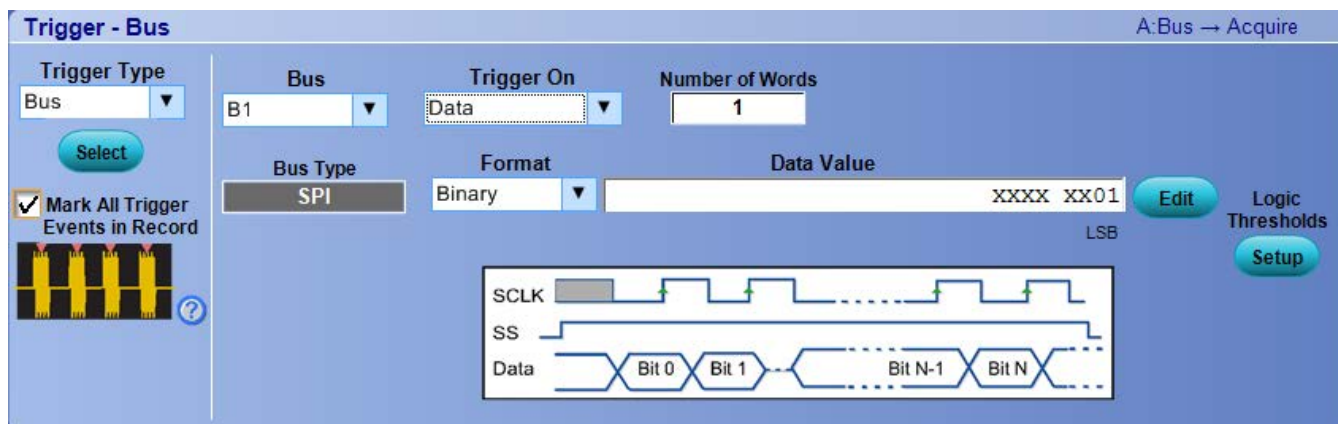 Trigger - Bus
A:Bus → Acquire
Trigger Type
Bus
Select
Mark All Trigger
Events in Record
?
Bus
B1
Trigger On
Data
Number of Words
1
Bus Type
SPI
Format
Binary
Data Value
XXXX XX01
LSB
Edit
Logic
Thresholds
Setup
SCLK
SS
Data
Bit 0 Bit 1 Bit N-1 Bit N